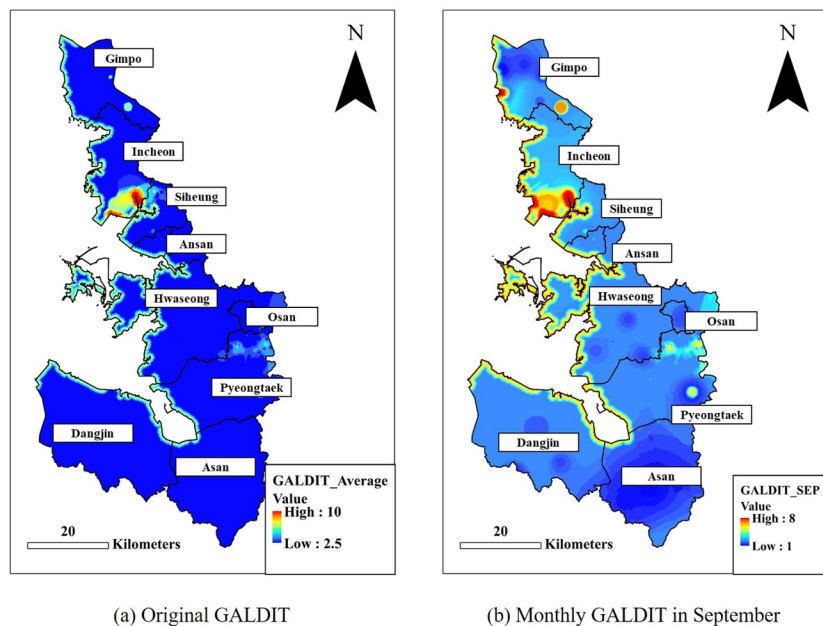 N
Gimpo
Incheon
Siheung
Ansan
Hwaseong
Osan
Pyeongtaek
Dangjin
Asan
GALDIT_Average
Value
High : 10
Low : 2.5
20
Kilometers
(a) Original GALDIT
N
Gimpo
Incheon
Siheung
Ansan
Hwaseong
Osan
Pyeongtaek
Dangjin
Asan
GALDIT_SEP
Value
High : 8
Low : 1
20
Kilometers
(b) Monthly GALDIT in September